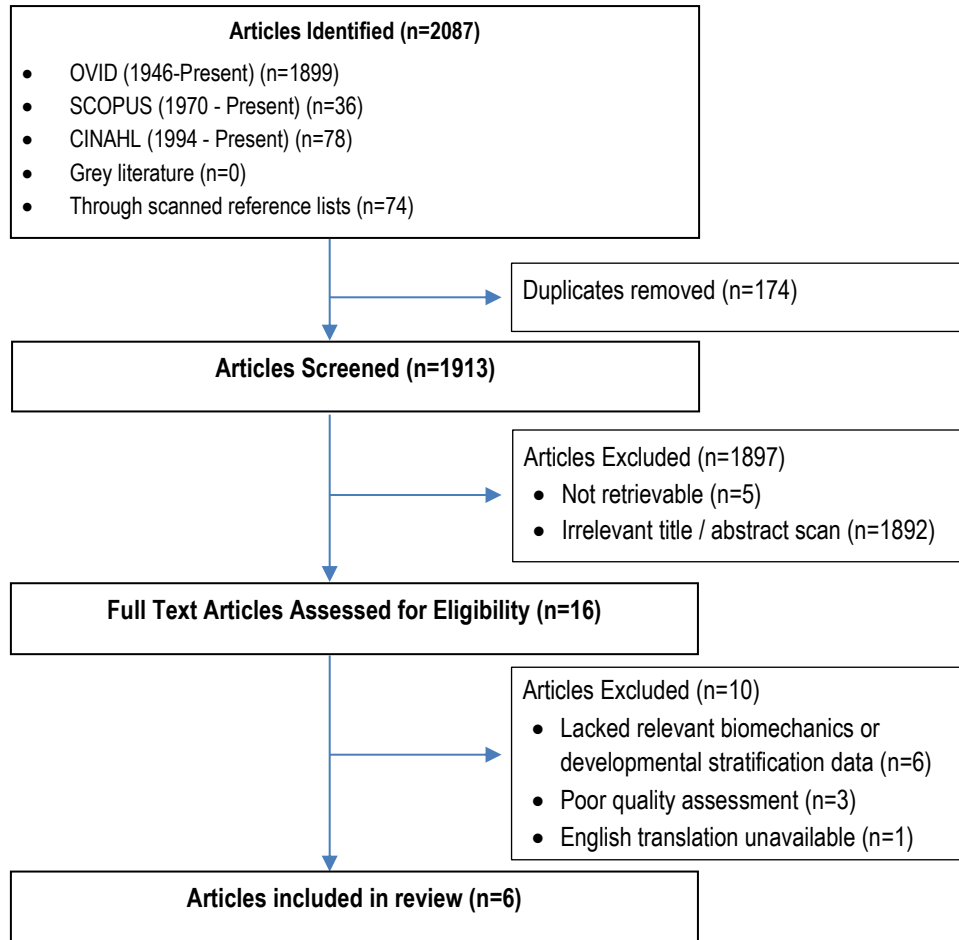 Articles Identified (n=2087)
• OVID (1946-Present) (n=1899)
• SCOPUS (1970 - Present) (n=36)
• CINAHL (1994 - Present) (n=78)
• Grey literature (n=0)
• Through scanned reference lists (n=74)
Duplicates removed (n=174)
Articles Screened (n=1913)
Articles Excluded (n=1897)
• Not retrievable (n=5)
• Irrelevant title / abstract scan (n=1892)
Full Text Articles Assessed for Eligibility (n=16)
Articles Excluded (n=10)
• Lacked relevant biomechanics or
developmental stratification data (n=6)
• Poor quality assessment (n=3)
• English translation unavailable (n=1)
Articles included in review (n=6)